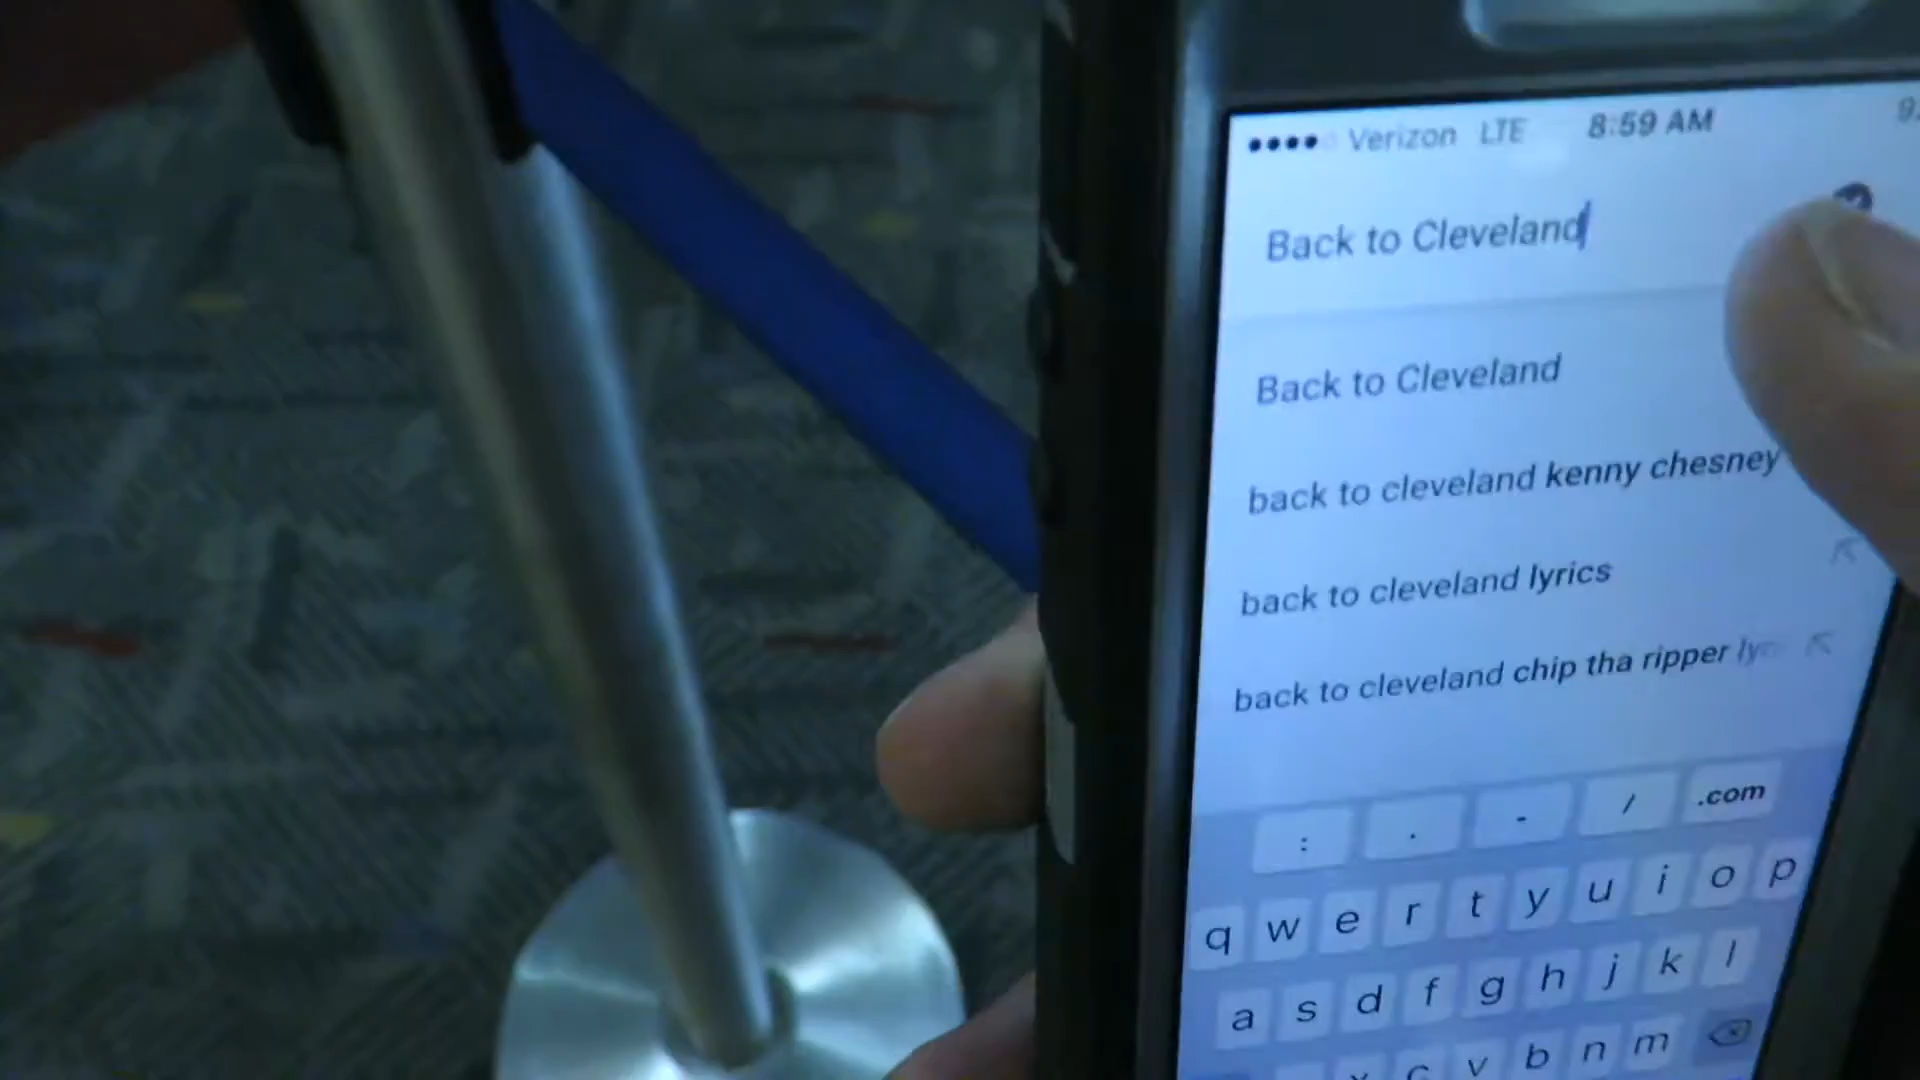 Verizon LTE 8:59 AM
Back to Cleveland
Back to Cleveland
back to cleveland kenny chesney
back to cleveland lyrics
back to cleveland chip tha ripper
: . - / .com
q w e r t y u i o p
a s d f g h j k l
c v b n m